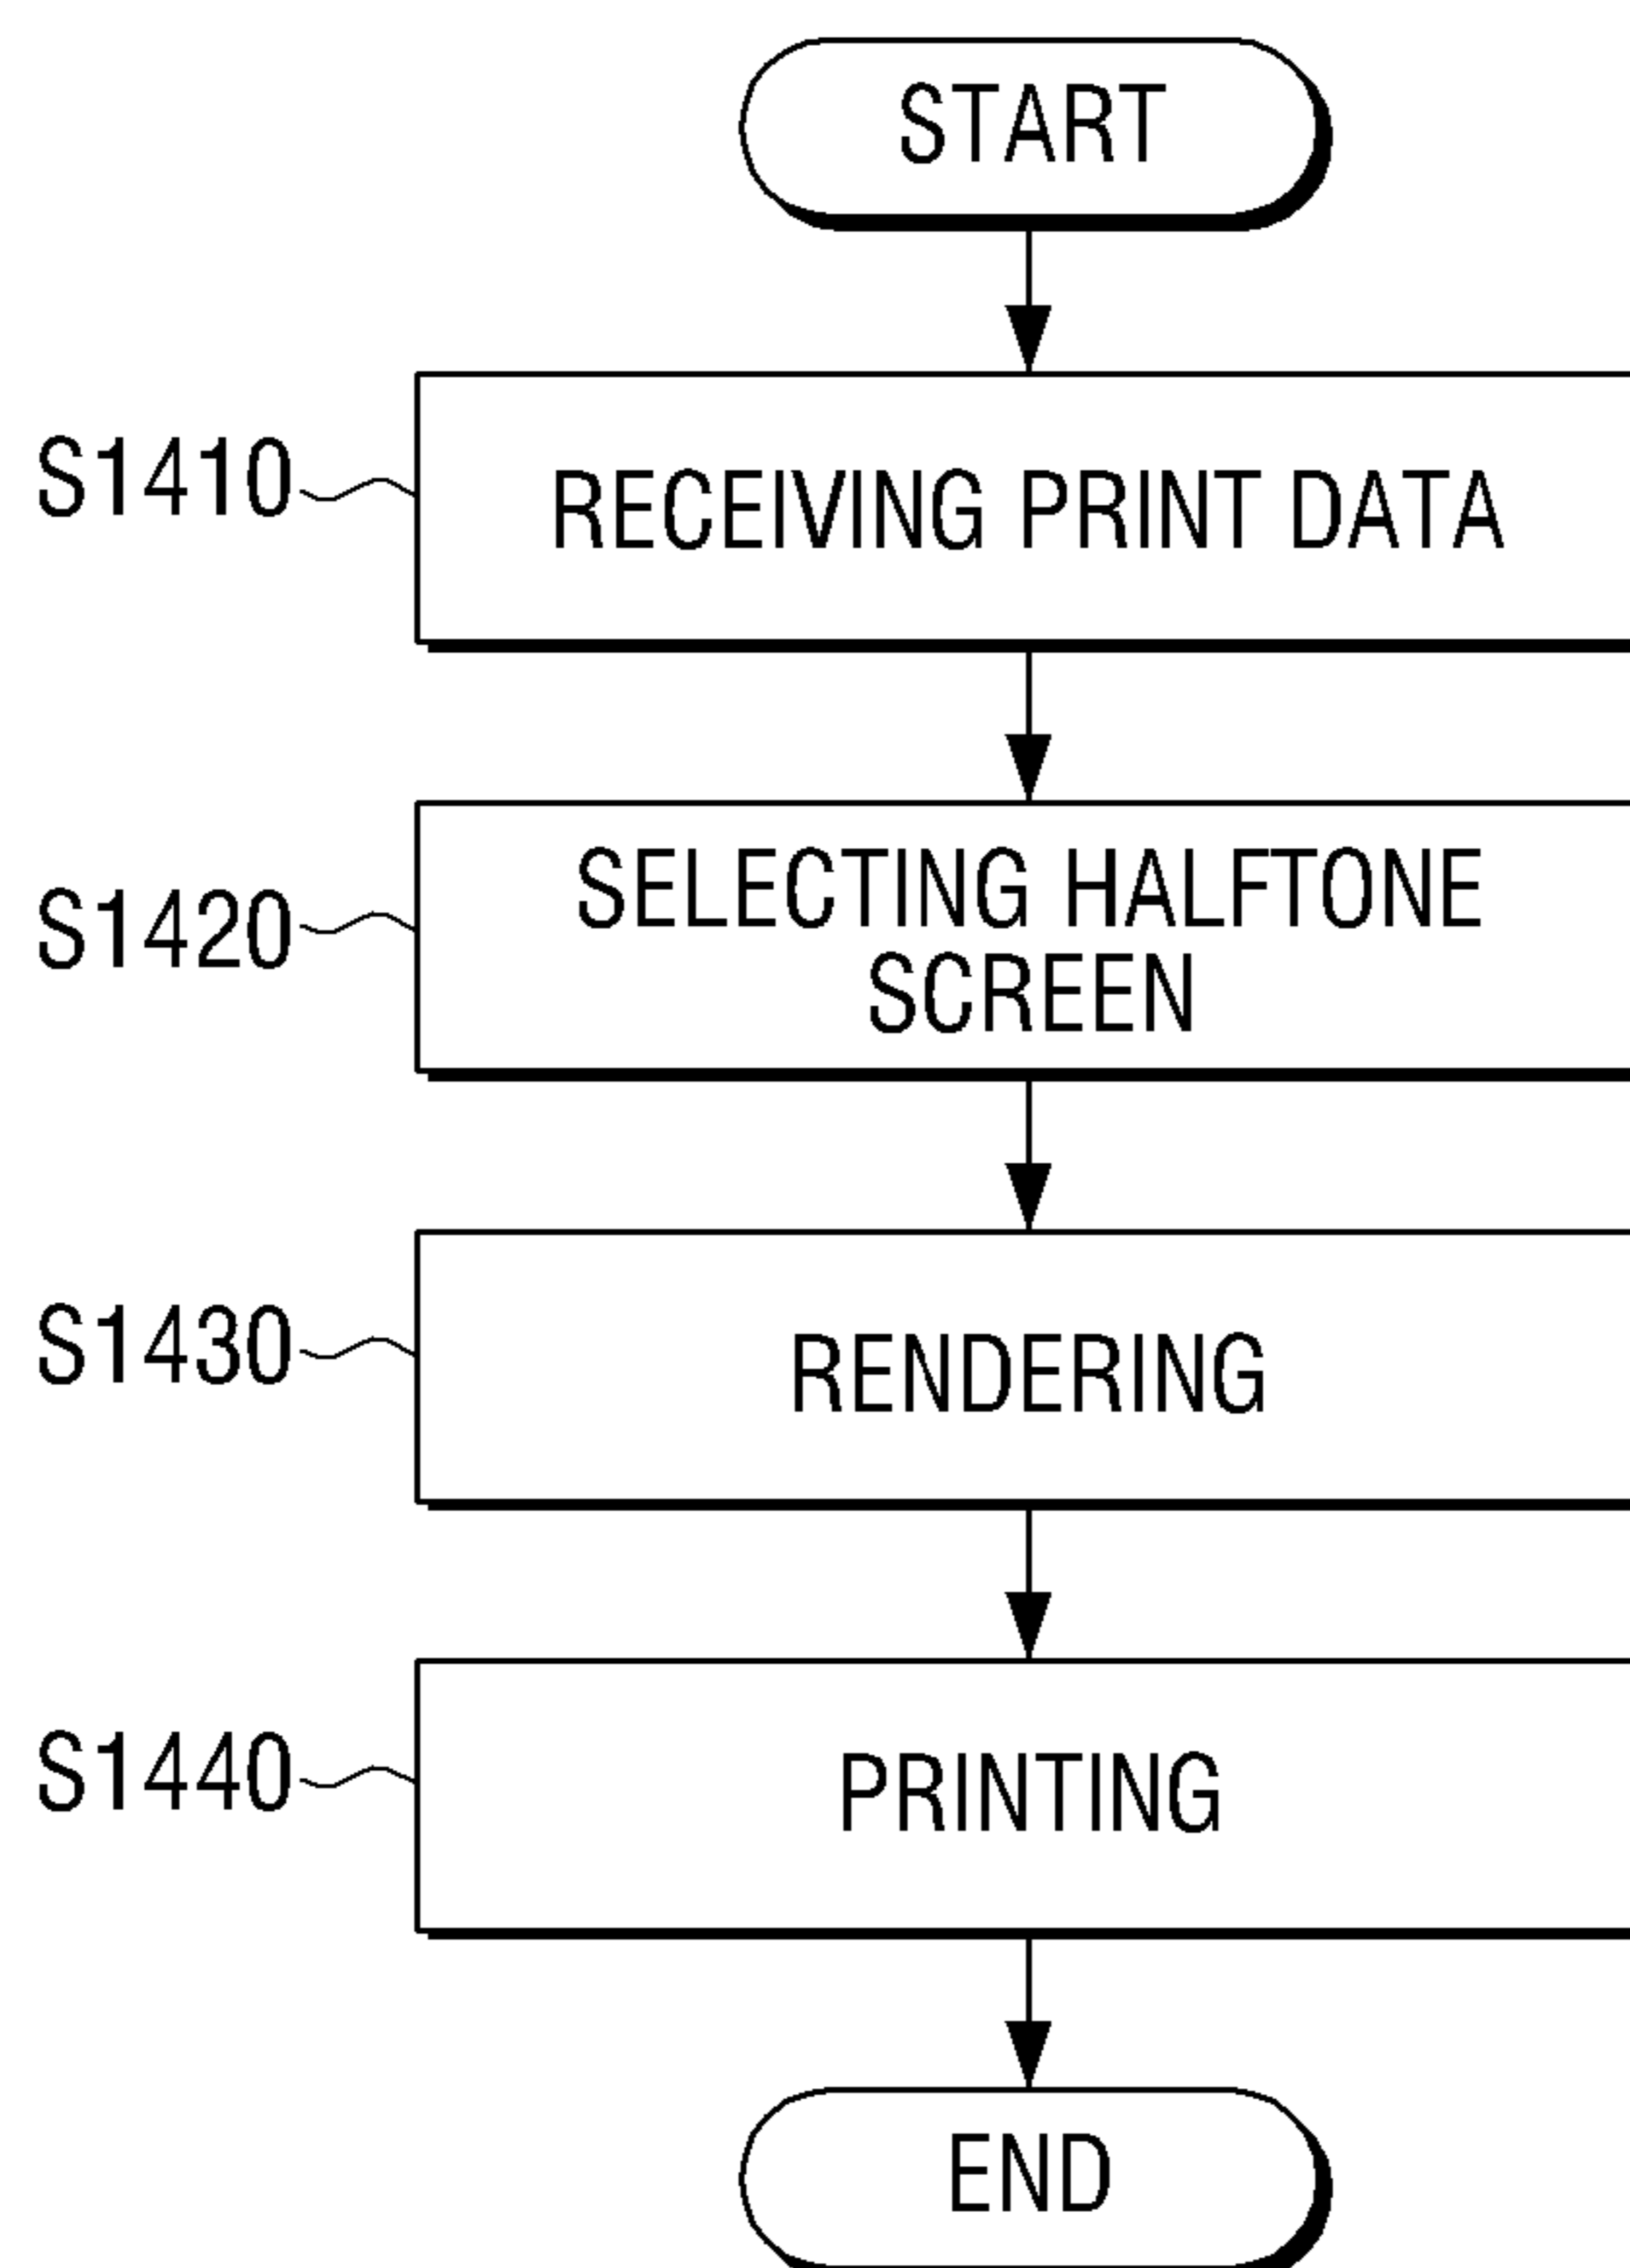 START
S1410
RECEIVING PRINT DATA
S1420
SELECTING HALFTONE
SCREEN
S1430
RENDERING
S1440
PRINTING
END